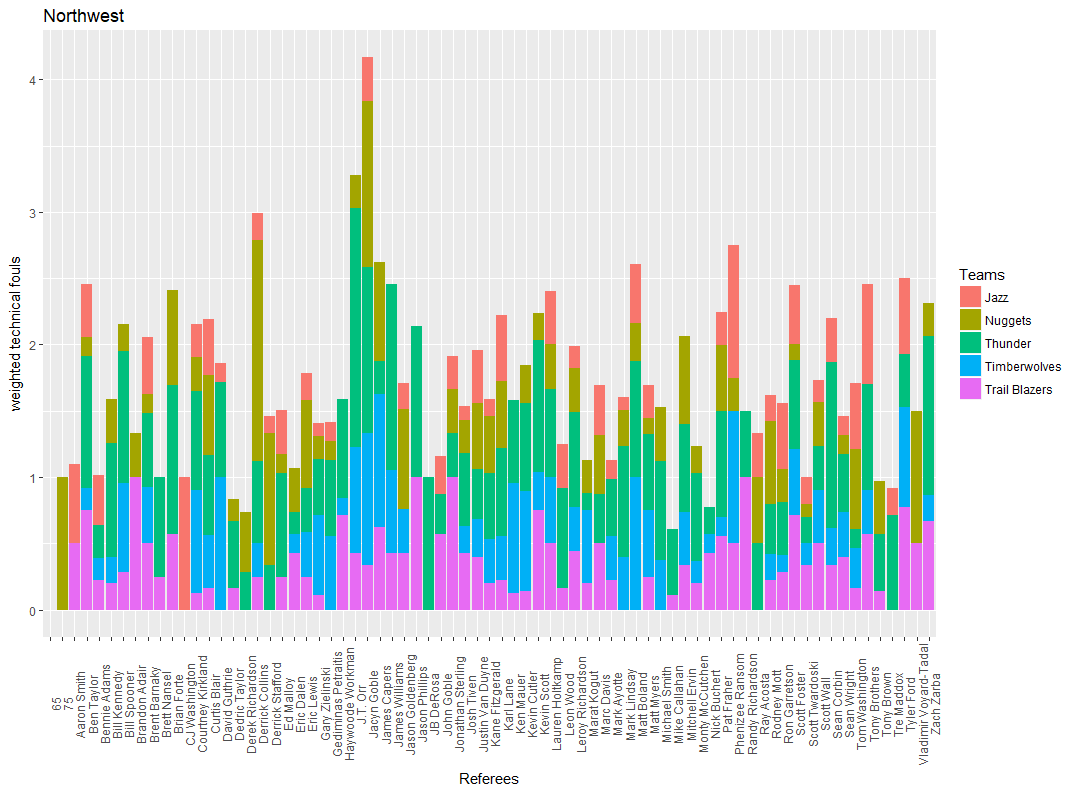 Northwest
weighted technical fouls
4
3
2
1
0
65
75
Aaron Smith
Ben Taylor
Bennie Adams
Bill Kennedy
Bill Spooner
Brandon Adair
Brent Barnaky
Brett Nansel
Brian Forte
CJ Washington
Courtney Kirkland
Curtis Blair
David Guthrie
Deric Taylor
Derek Richardson
Derrick Collins
Derrick Stafford
Ed Malloy
Eric Dalen
Eric Lewis
Gary Zielinski
Gediminas Petraitis
Haywoode Workman
J.T. Orr
Jacyn Goble
James Capers
James Williams
Jason Goldenberg
Jason Phillips
JB DeRosa
John Goble
Jonathan Sterling
Josh Tiven
Justin Van Duyne
Kane Fitzgerald
Karl Lane
Ken Mauer
Kevin Cutler
Kevin Scott
Lauren Holtkamp
Leon Wood
Leroy Richardson
Marat Kogut
Marc Davis
Mark Ayotte
Mark Lindsay
Matt Boland
Matt Myers
Michael Smith
Mike Callahan
Mitchell Ervin
Monty McCutchen
Nick Buchert
Pat Fraher
Phenizee Ransom
Randy Richardson
Ray Acosta
Rodney Mott
Ron Garretson
Scott Foster
Scott Twardoski
Scott Wall
Sean Corbin
Sean Wright
Tom Washington
Tony Brothers
Tony Brown
Tre Maddox
Tyler Ford
Vladimir Voyard-Tadal
Zach Zarba
Referees
Teams
Jazz
Nuggets
Thunder
Timberwolves
Trail Blazers